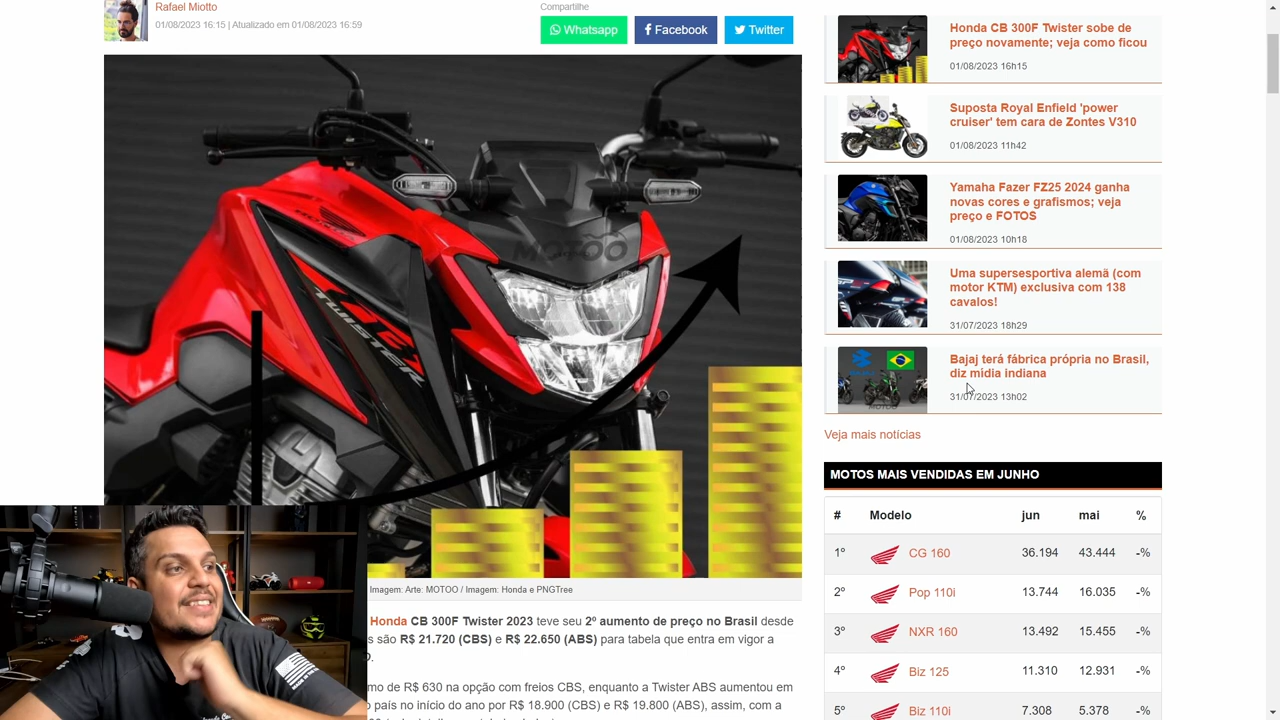 Rafael Miotto
01/08/2023 16:15 | Atualizado em 01/08/2023 16:59
Compartilhe
Whatsapp
Facebook
Twitter
MOTOO
TWISTER
Imagem: Arte: MOTOO / Imagem: Honda e PNGTree
Honda CB 300F Twister 2023 teve seu 2º aumento de preço no Brasil desde
s são R$ 21.720 (CBS) e R$ 22.650 (ABS) para tabela que entra em vigor a
mo de R$ 630 na opção com freios CBS, enquanto a Twister ABS aumentou em
país no início do ano por R$ 18.900 (CBS) e R$ 19.800 (ABS), assim, com a
Honda CB 300F Twister sobe de
preço novamente; veja como ficou
01/08/2023 16h15
Suposta Royal Enfield 'power
cruiser' tem cara de Zontes V310
01/08/2023 11h42
Yamaha Fazer FZ25 2024 ganha
novas cores e grafismos; veja
preço e FOTOS
01/08/2023 10h18
Uma supersesportiva alemã (com
motor KTM) exclusiva com 138
cavalos!
31/07/2023 18h29
Bajaj terá fábrica própria no Brasil,
diz mídia indiana
31/07/2023 13h02
Veja mais notícias
MOTOS MAIS VENDIDAS EM JUNHO
# Modelo jun mai %
1º CG 160 36.194 43.444 -%
2º Pop 110i 13.744 16.035 -%
3º NXR 160 13.492 15.455 -%
4º Biz 125 11.310 12.931 -%
5º Biz 110i 7.308 5.378 -%